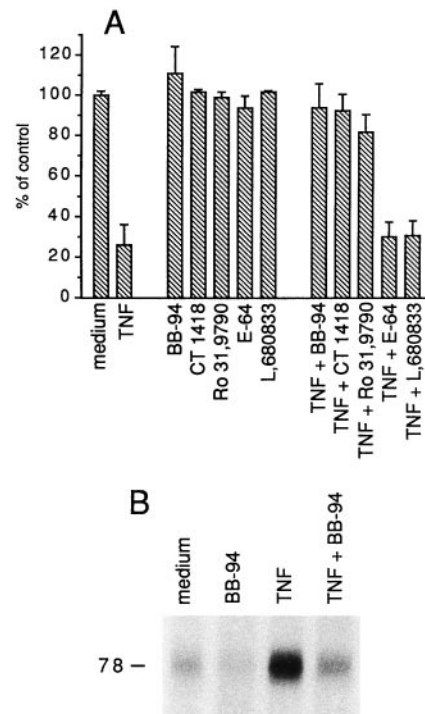 A
% of control
120
100
80
60
40
20
0
medium
TNF
BB-94
CT 1418
Ro 31,9790
E-64
L,680833
TNF + BB-94
TNF + CT 1418
TNF + Ro 31,9790
TNF + E-64
TNF + L,680833
B
medium
BB-94
TNF
TNF + BB-94
78 –